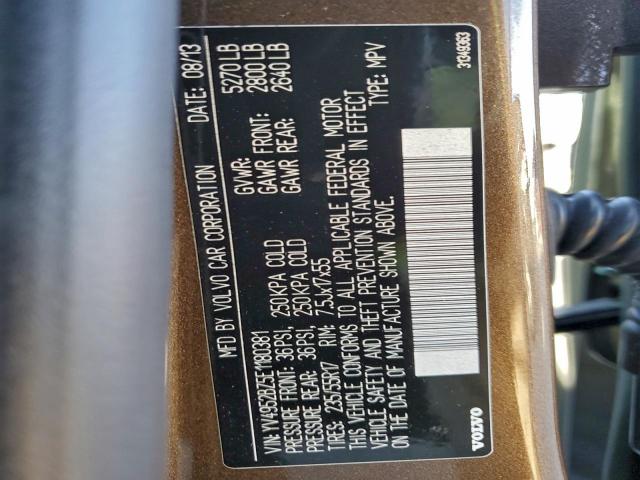 MFD BY VOLVO CAR CORPORATION DATE: 08/13
GVWR: 5270 LB
GAWR FRONT: 2800 LB
GAWR REAR: 2640 LB
VIN: YV4952BZ5E1180381
PRESSURE FRONT: 36PSI, 250KPA COLD
PRESSURE REAR: 36PSI, 250KPA COLD
TIRE: 235/55R17 RIM: 7.5Jx17x55
THIS VEHICLE CONFORMS TO ALL APPLICABLE FEDERAL MOTOR
VEHICLE SAFETY AND THEFT PREVENTION STANDARDS IN EFFECT
ON THE DATE OF MANUFACTURE SHOWN ABOVE. TYPE: MPV
VOLVO 31349363